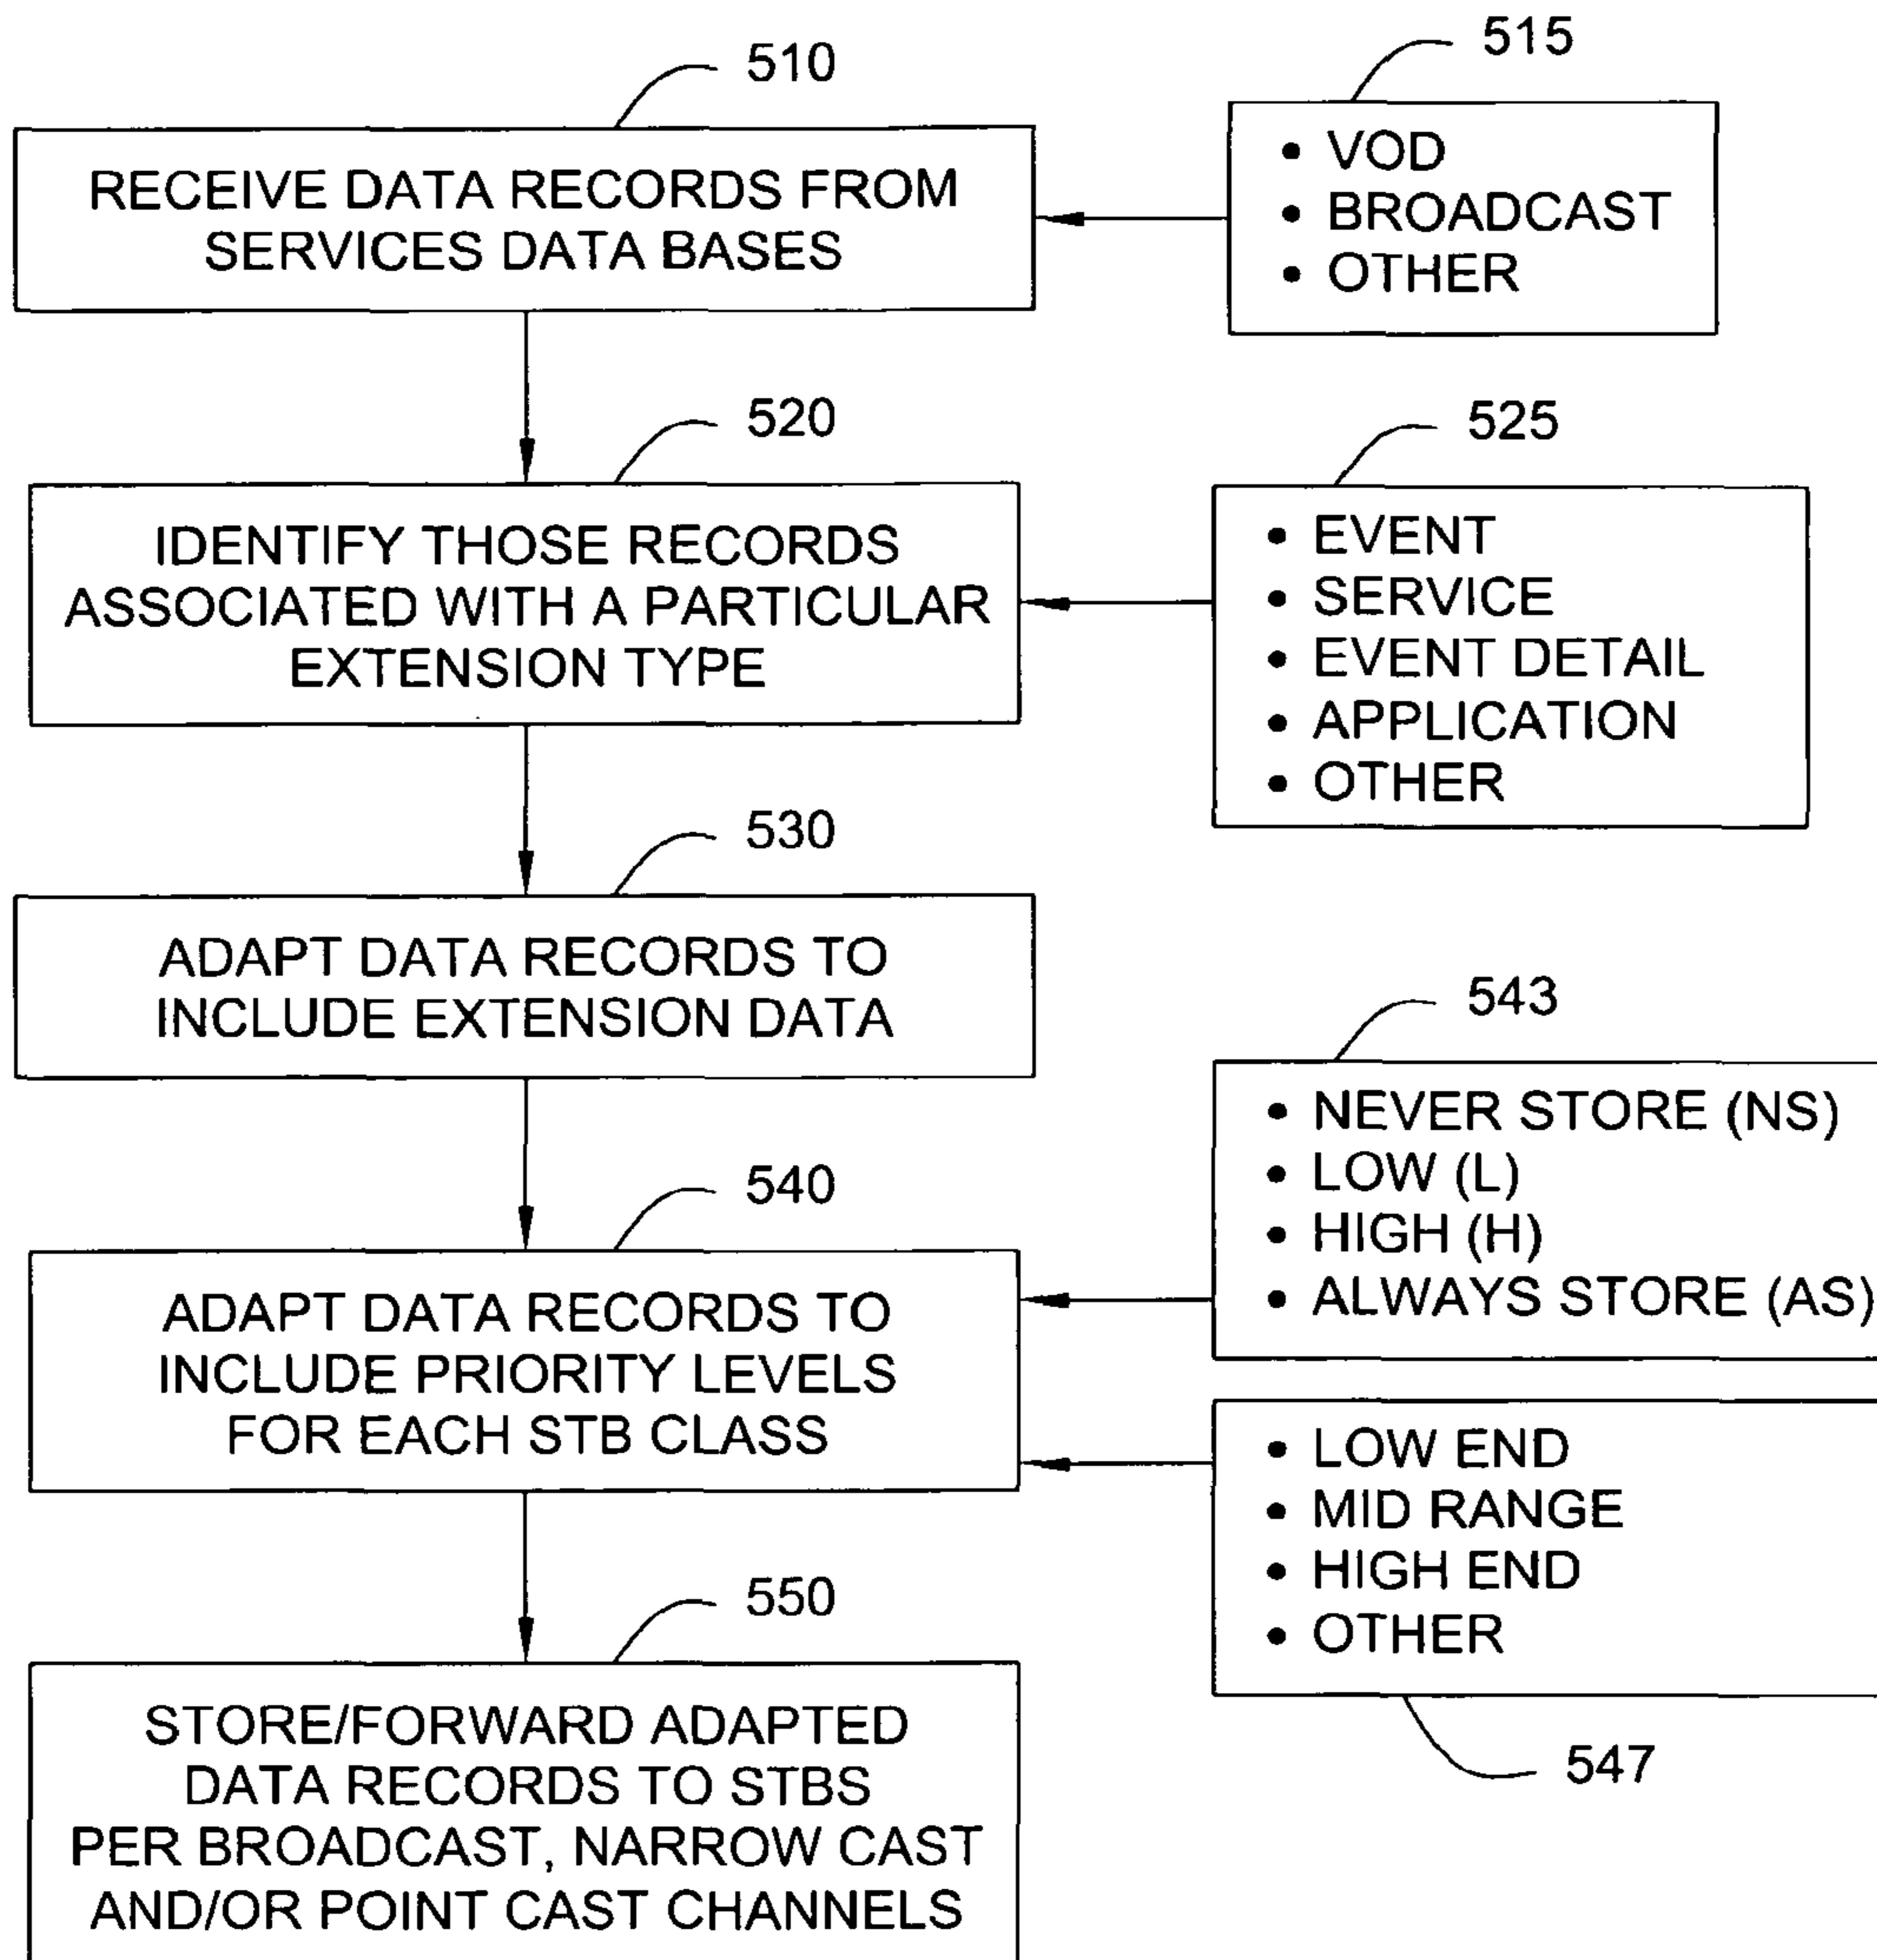 510
RECEIVE DATA RECORDS FROM
SERVICES DATA BASES
515
• VOD
• BROADCAST
• OTHER
520
IDENTIFY THOSE RECORDS
ASSOCIATED WITH A PARTICULAR
EXTENSION TYPE
525
• EVENT
• SERVICE
• EVENT DETAIL
• APPLICATION
• OTHER
530
ADAPT DATA RECORDS TO
INCLUDE EXTENSION DATA
540
ADAPT DATA RECORDS TO
INCLUDE PRIORITY LEVELS
FOR EACH STB CLASS
543
• NEVER STORE (NS)
• LOW (L)
• HIGH (H)
• ALWAYS STORE (AS)
• LOW END
• MID RANGE
• HIGH END
• OTHER
547
550
STORE/FORWARD ADAPTED
DATA RECORDS TO STBS
PER BROADCAST, NARROW CAST
AND/OR POINT CAST CHANNELS